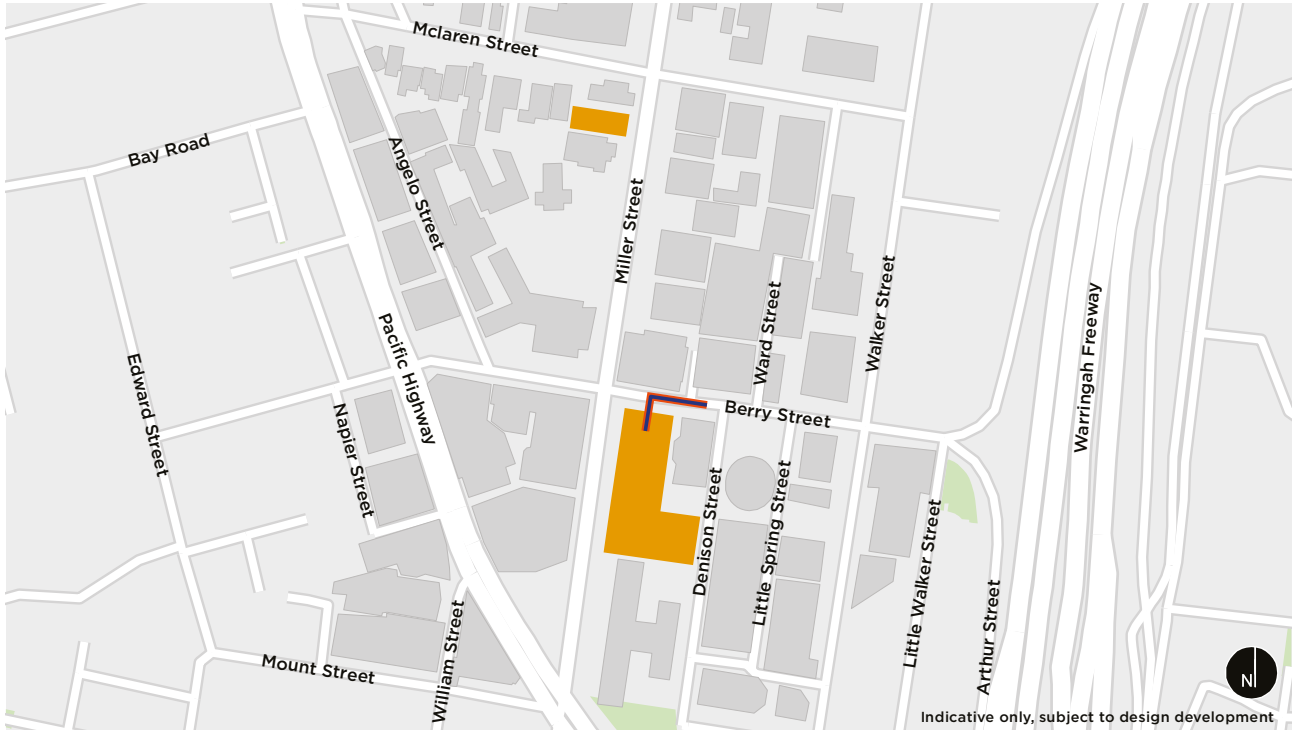 Mclaren Street
Bay Road
Angelo Street
Miller Street
Pacific Highway
Ward Street
Walker Street
Warringah Freeway
Edward Street
Napier Street
Berry Street
Denison Street
Little Spring Street
Little Walker Street
Arthur Street
William Street
Mount Street
N
Indicative only, subject to design development